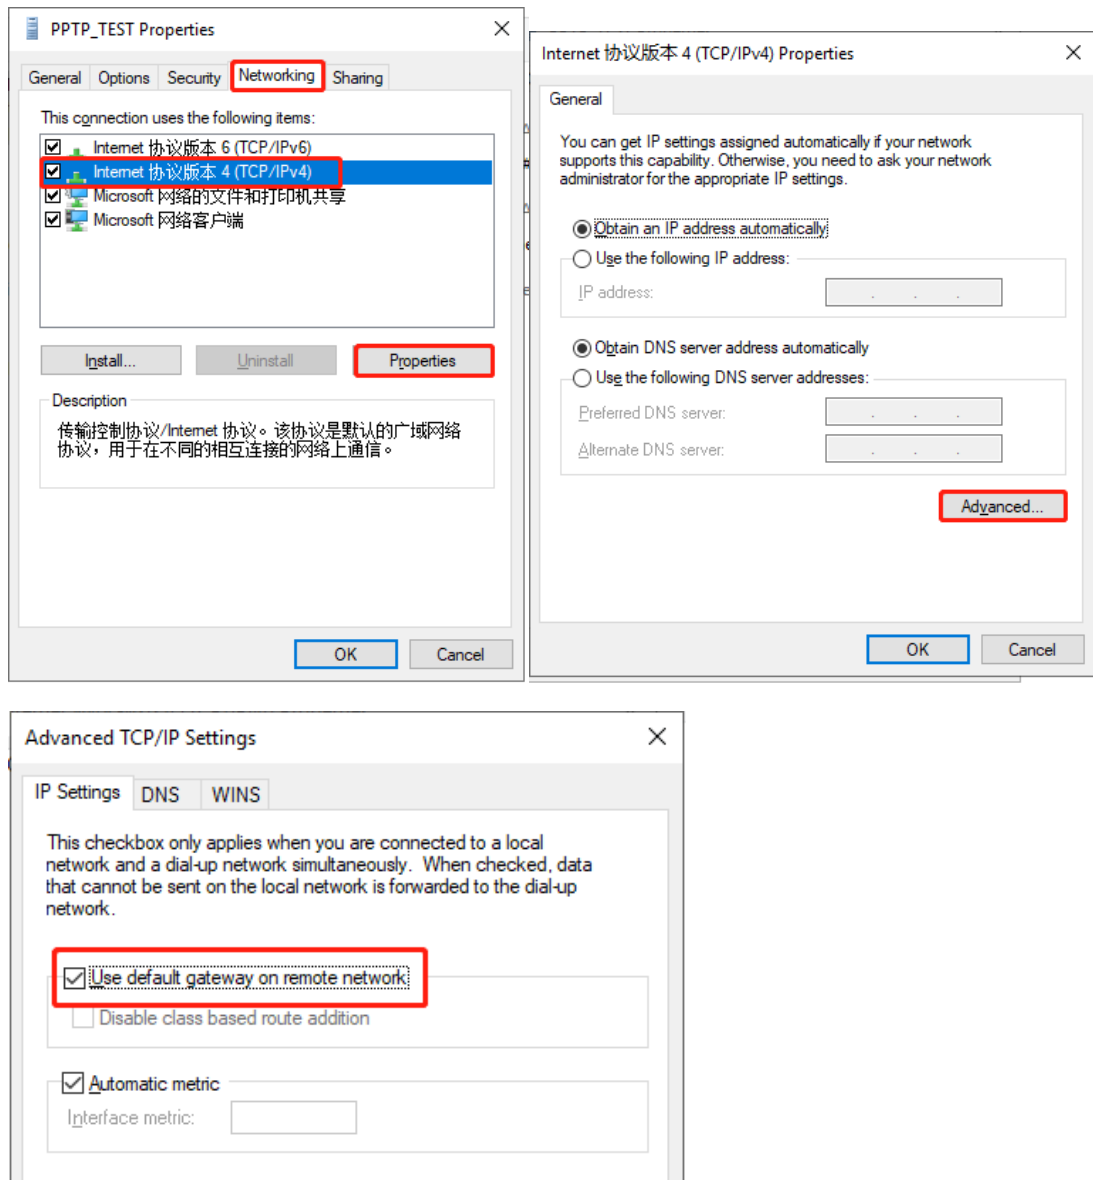 PPTP_TEST Properties
General Options Security Networking Sharing
This connection uses the following items:
Internet 协议版本 6 (TCP/IPv6)
Internet 协议版本 4 (TCP/IPv4)
Microsoft 网络的文件和打印机共享
Microsoft 网络客户端
Install... Uninstall Properties
Description
传输控制协议/Internet 协议。该协议是默认的广域网络
协议，用于在不同的相互连接的网络上通信。
OK Cancel
Internet 协议版本 4 (TCP/IPv4) Properties
General
You can get IP settings assigned automatically if your network
supports this capability. Otherwise, you need to ask your network
administrator for the appropriate IP settings.
Obtain an IP address automatically
Use the following IP address:
IP address:
Obtain DNS server address automatically
Use the following DNS server addresses:
Preferred DNS server:
Alternate DNS server:
Advanced...
OK Cancel
Advanced TCP/IP Settings
IP Settings DNS WINS
This checkbox only applies when you are connected to a local
network and a dial-up network simultaneously. When checked, data
that cannot be sent on the local network is forwarded to the dial-up
network.
Use default gateway on remote network
Disable class based route addition
Automatic metric
Interface metric: